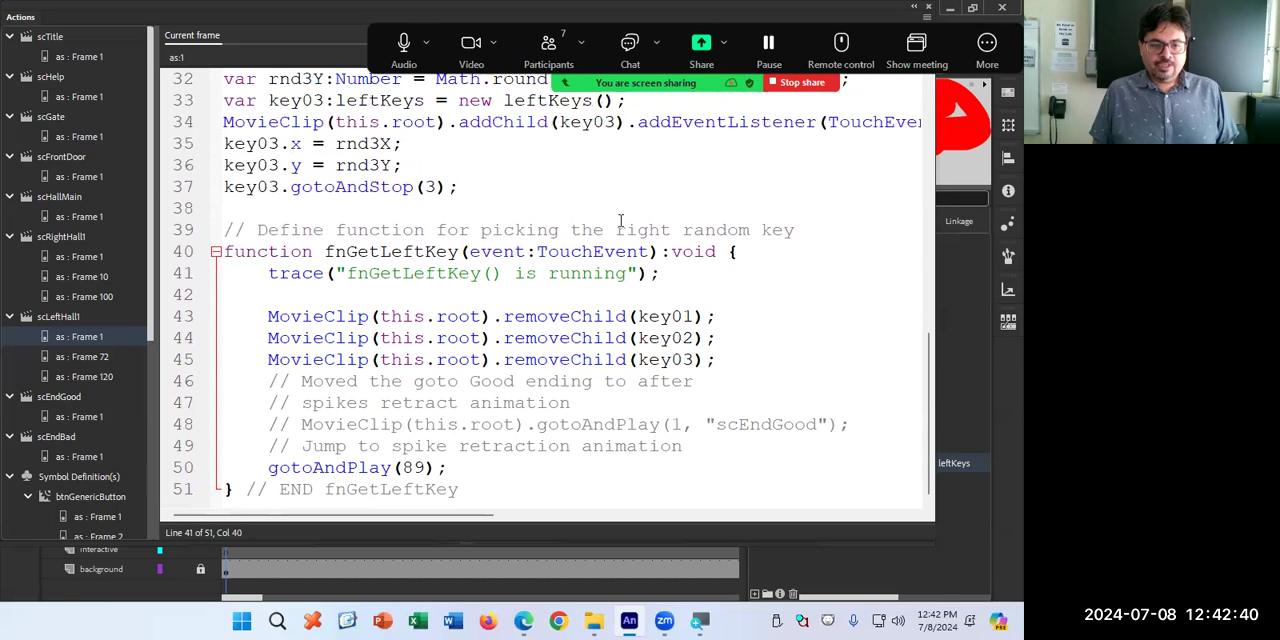 Actions
scTitle
as : Frame 1
scHelp
as : Frame 1
scGate
as : Frame 1
scFrontDoor
as : Frame 1
scHallMain
as : Frame 1
scRightHall1
as : Frame 1
as : Frame 10
as : Frame 100
scLeftHall1
as : Frame 1
as : Frame 72
as : Frame 120
scEndGood
as : Frame 1
scEndBad
as : Frame 1
Symbol Definition(s)
btnGenericButton
as : Frame 1
as : Frame 2
Current frame
as:1
Audio
Video
7
Participants
Chat
Share
Pause
Remote control
Show meeting
More
You are screen sharing
Stop share
32 var rnd3Y:Number = Math.round
33 var key03:leftKeys = new leftKeys();
34 MovieClip(this.root).addChild(key03).addEventListener(TouchEve
35 key03.x = rnd3X;
36 key03.y = rnd3Y;
37 key03.gotoAndStop(3);
38
39 // Define function for picking the right random key
40 function fnGetLeftKey(event:TouchEvent):void {
41 trace("fnGetLeftKey() is running");
42
43 MovieClip(this.root).removeChild(key01);
44 MovieClip(this.root).removeChild(key02);
45 MovieClip(this.root).removeChild(key03);
46 // Moved the goto Good ending to after
47 // spikes retract animation
48 // MovieClip(this.root).gotoAndPlay(1, "scEndGood");
49 // Jump to spike retraction animation
50 gotoAndPlay(89);
51 } // END fnGetLeftKey
Line 41 of 51, Col 40
Linkage
leftKeys
interactive
background
12:42 PM
7/8/2024
2024-07-08 12:42:40